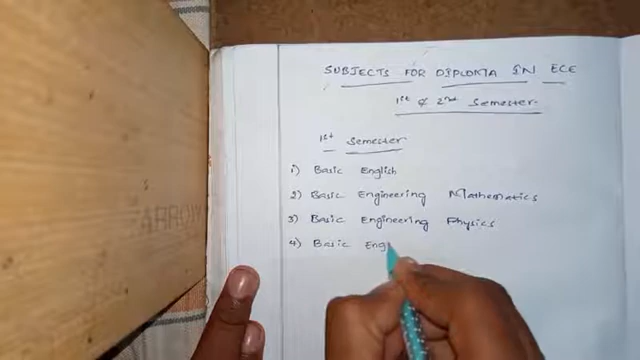 SUBJECTS FOR DIPLOMA IN ECE
1st & 2nd Semester
1st Semester
1) Basic English
2) Basic Engineering Mathematics
3) Basic Engineering Physics
4) Basic Eng
ARROW